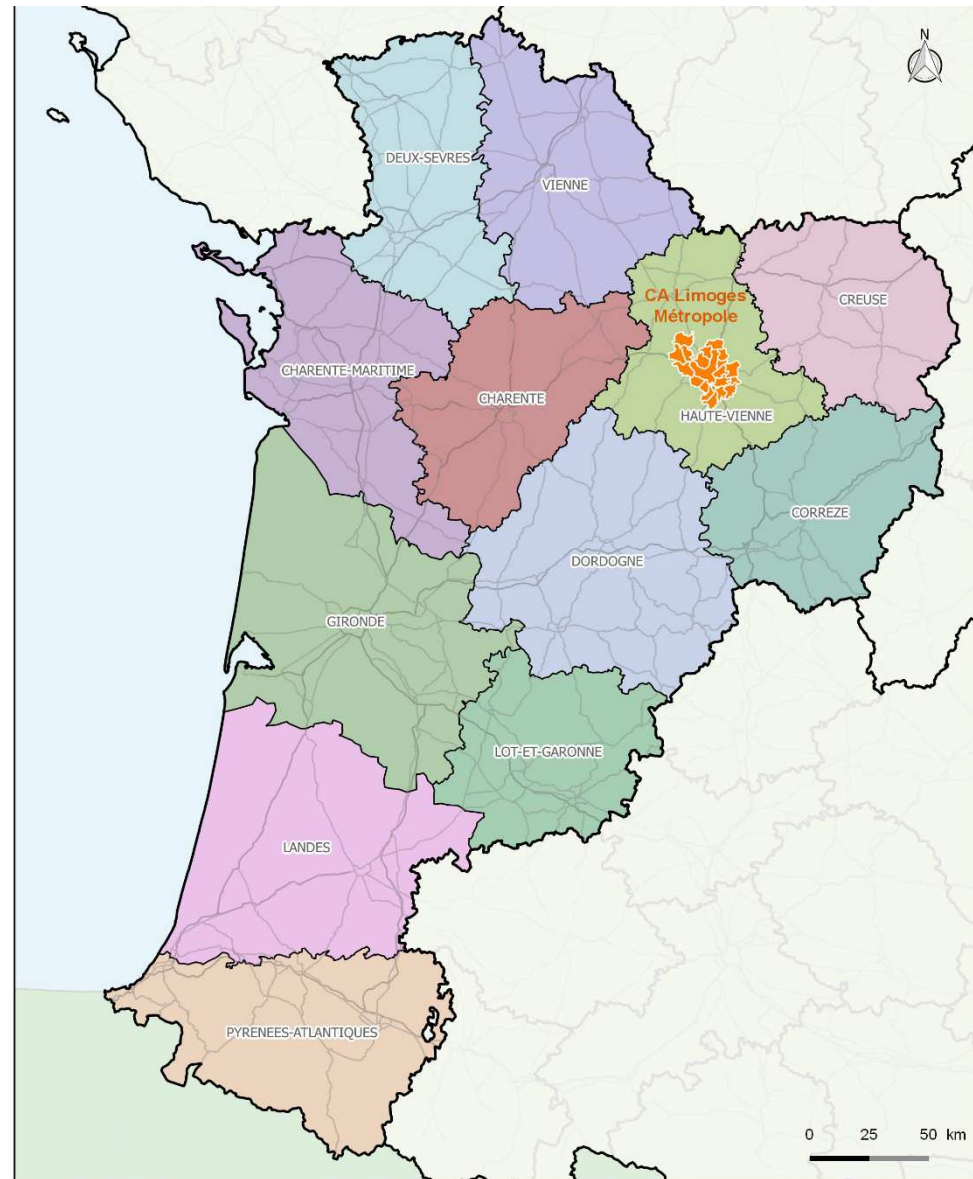 N
DEUX-SEVRES
VIENNE
CA Limoges
Métropole
CREUSE
CHARENTE-MARITIME
CHARENTE
HAUTE-VIENNE
CORREZE
DORDOGNE
GIRONDE
LOT-ET-GARONNE
LANDES
PYRENEES-ATLANTIQUES
0 25 50 km